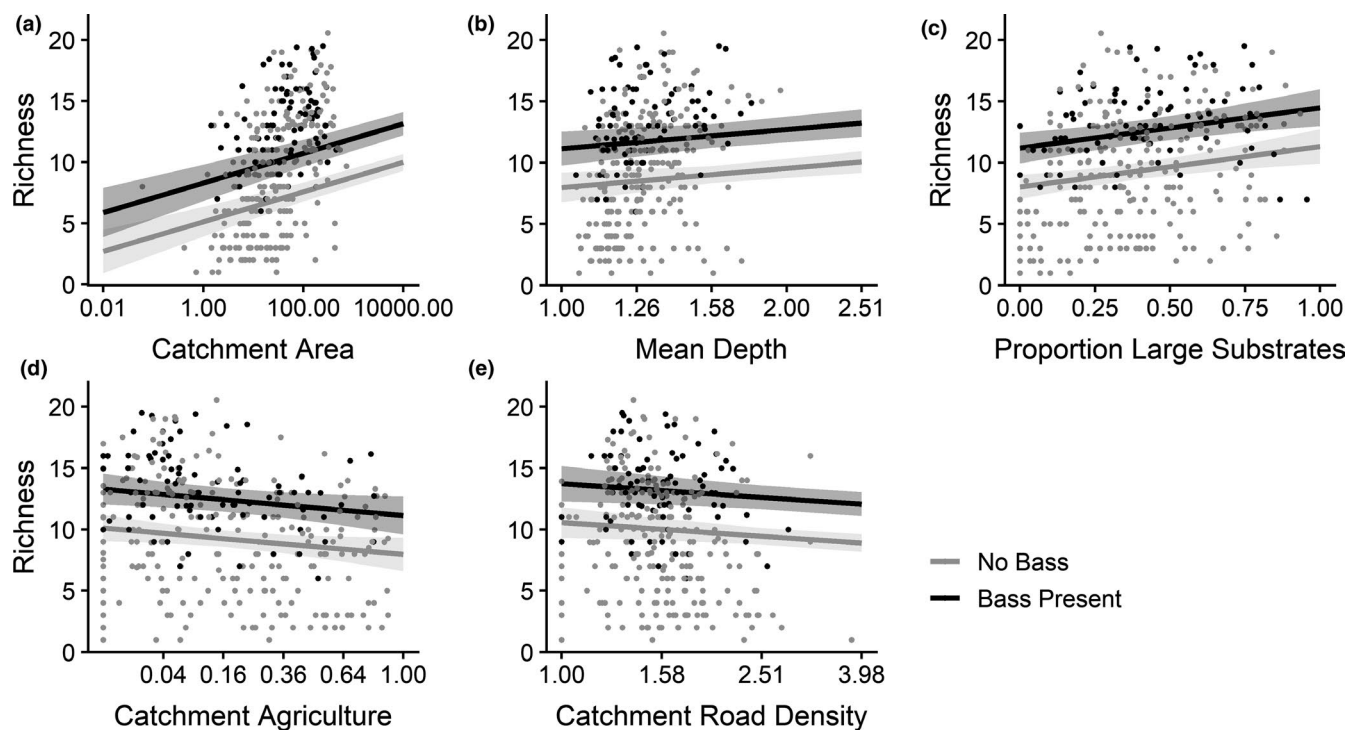 (a)
Richness
20
15
10
5
0
0.01 1.00 100.00 10000.00
Catchment Area
(b)
Richness
20
15
10
5
0
1.00 1.26 1.58 2.00 2.51
Mean Depth
(c)
Richness
20
15
10
5
0
0.00 0.25 0.50 0.75 1.00
Proportion Large Substrates
(d)
Richness
20
15
10
5
0
0.04 0.16 0.36 0.64 1.00
Catchment Agriculture
(e)
Richness
20
15
10
5
0
1.00 1.58 2.51 3.98
Catchment Road Density
No Bass
Bass Present